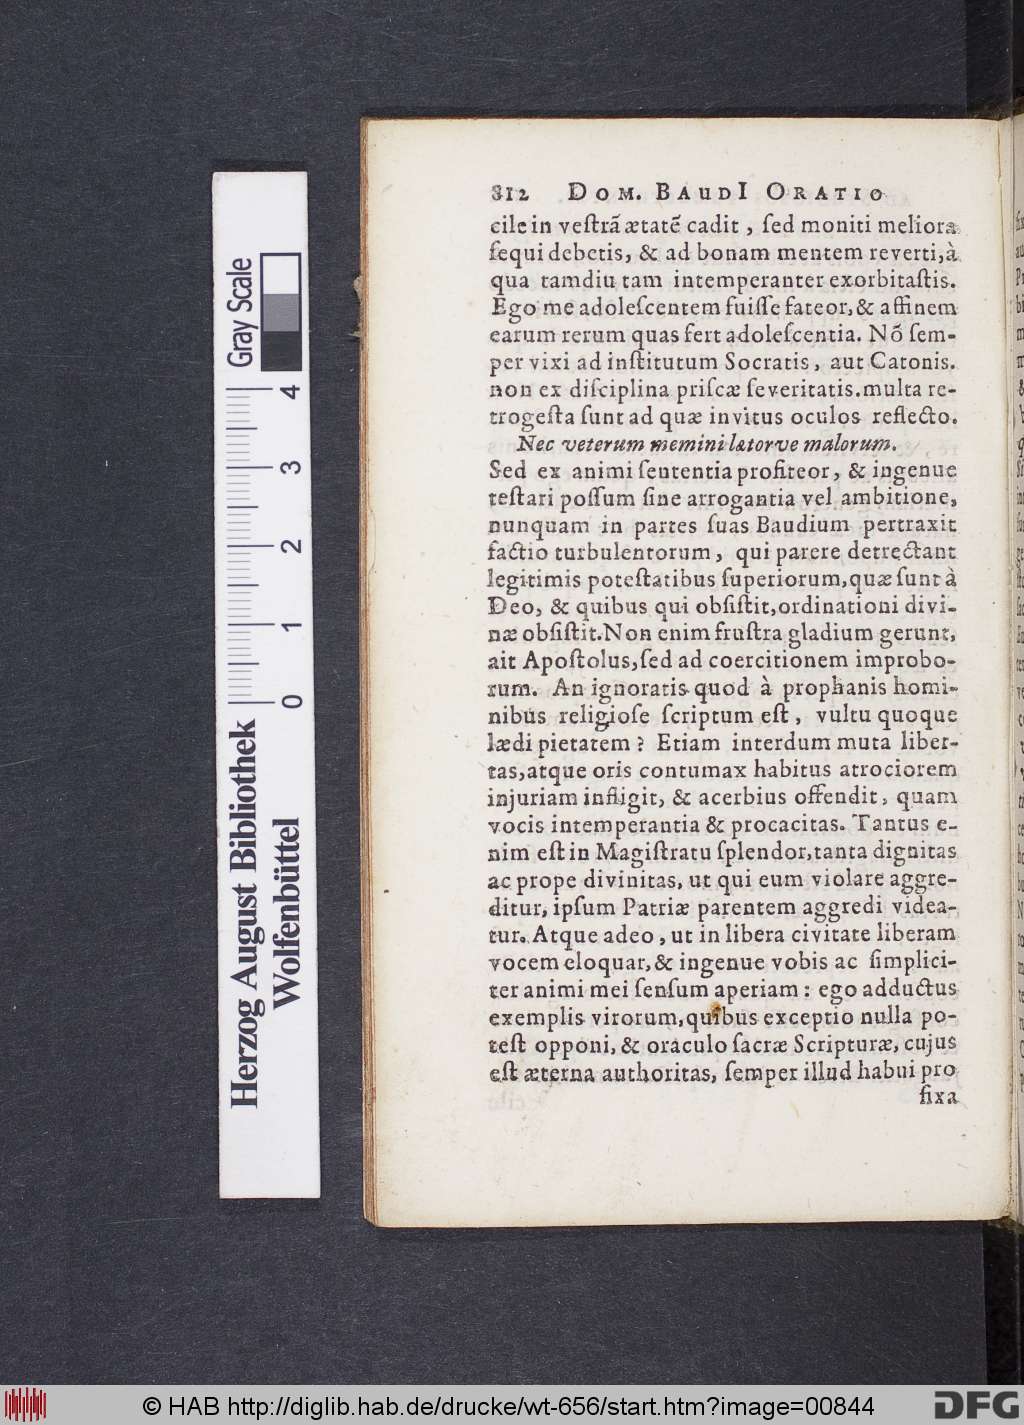 812 DOM. BAUDI ORATIO
cile in veſtrā ætatē cadit, ſed moniti meliora
ſequi debetis, & ad bonam mentem reverti, à
qua tamdiu tam intemperanter exorbitaſtis.
Ego me adoleſcentem fuiſſe fateor, & affinem
earum rerum quas fert adoleſcentia. Nō ſem-
per vixi ad inſtitutum Socratis, aut Catonis.
non ex diſciplina priſcæ ſeveritatis. multa re-
trogeſta ſunt ad quæ invitus oculos reflecto.
Nec veterum memini lætorve malorum.
Sed ex animi ſententia profiteor, & ingenue
teſtari poſſum ſine arrogantia vel ambitione,
nunquam in partes ſuas Baudium pertraxit
factio turbulentorum, qui parere detrectant
legitimis poteſtatibus ſuperiorum, quæ ſunt à
Deo, & quibus qui obſiſtit, ordinationi divi-
næ obſiſtit. Non enim fruſtra gladium gerunt,
ait Apoſtolus, ſed ad coercitionem improbo-
rum. An ignoratis quod à prophanis homi-
nibus religioſe ſcriptum eſt, vultu quoque
lædi pietatem? Etiam interdum muta liber-
tas, atque oris contumax habitus atrociorem
injuriam infligit, & acerbius offendit, quam
vocis intemperantia & procacitas. Tantus e-
nim eſt in Magiſtratu ſplendor, tanta dignitas
ac prope divinitas, ut qui eum violare aggre-
ditur, ipſum Patriæ parentem aggredi videa-
tur. Atque adeo, ut in libera civitate liberam
vocem eloquar, & ingenue vobis ac ſimplici-
ter animi mei ſenſum aperiam: ego adductus
exemplis virorum, quibus exceptio nulla po-
teſt opponi, & oraculo ſacræ Scripturæ, cujus
eſt æterna authoritas, ſemper illud habui pro
fixa
Gray Scale
4
3
2
1
0
Herzog August Bibliothek
Wolfenbüttel
© HAB http://diglib.hab.de/drucke/wt-656/start.htm?image=00844
DFG